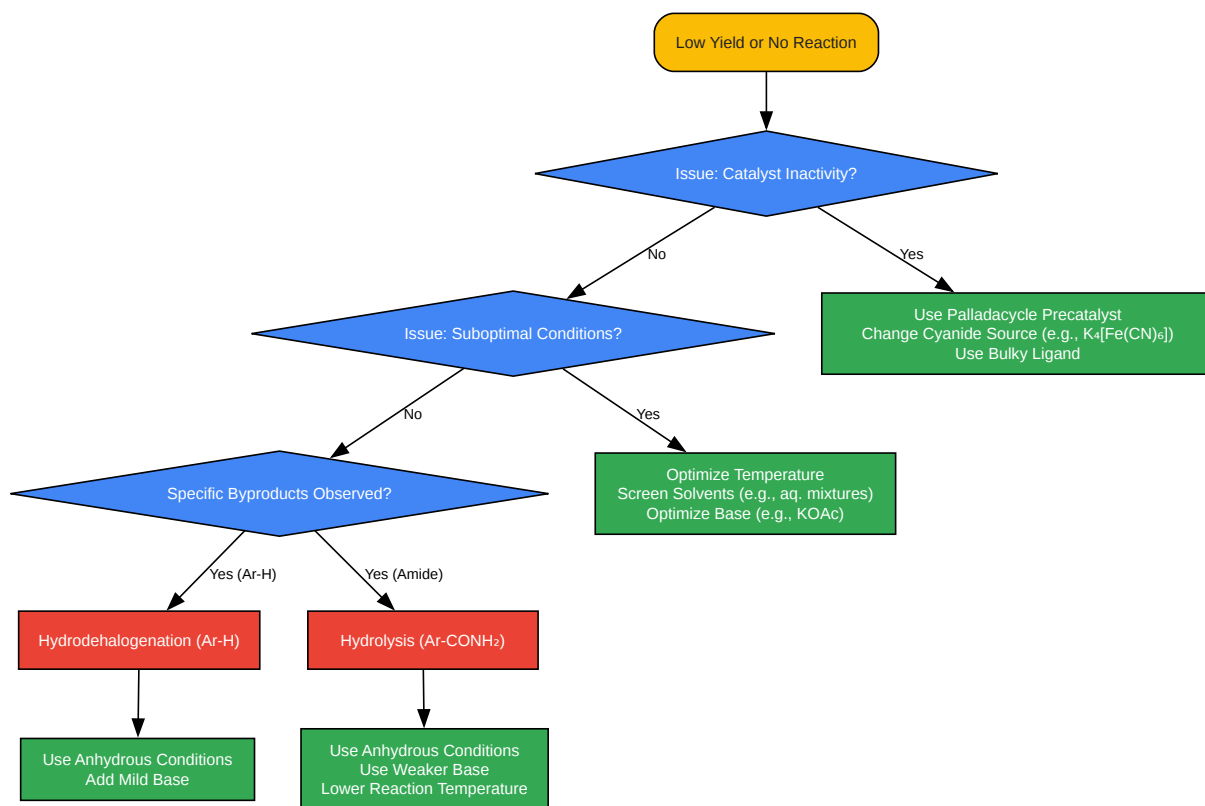 Low Yield or No Reaction
Issue: Catalyst Inactivity?
No
Yes
Use Palladacycle Precatalyst
Change Cyanide Source (e.g., K₄[Fe(CN)₆])
Use Bulky Ligand
Issue: Suboptimal Conditions?
No
Yes
Optimize Temperature
Screen Solvents (e.g., aq. mixtures)
Optimize Base (e.g., KOAc)
Specific Byproducts Observed?
Yes (Ar-H)
Yes (Amide)
Hydrodehalogenation (Ar-H)
Hydrolysis (Ar-CONH₂)
Use Anhydrous Conditions
Add Mild Base
Use Anhydrous Conditions
Use Weaker Base
Lower Reaction Temperature